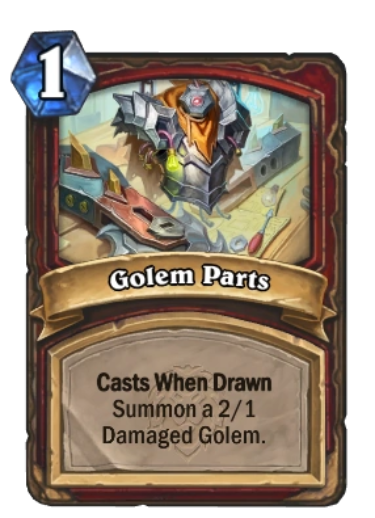 1
Golem Parts
Casts When Drawn
Summon a 2/1
Damaged Golem.